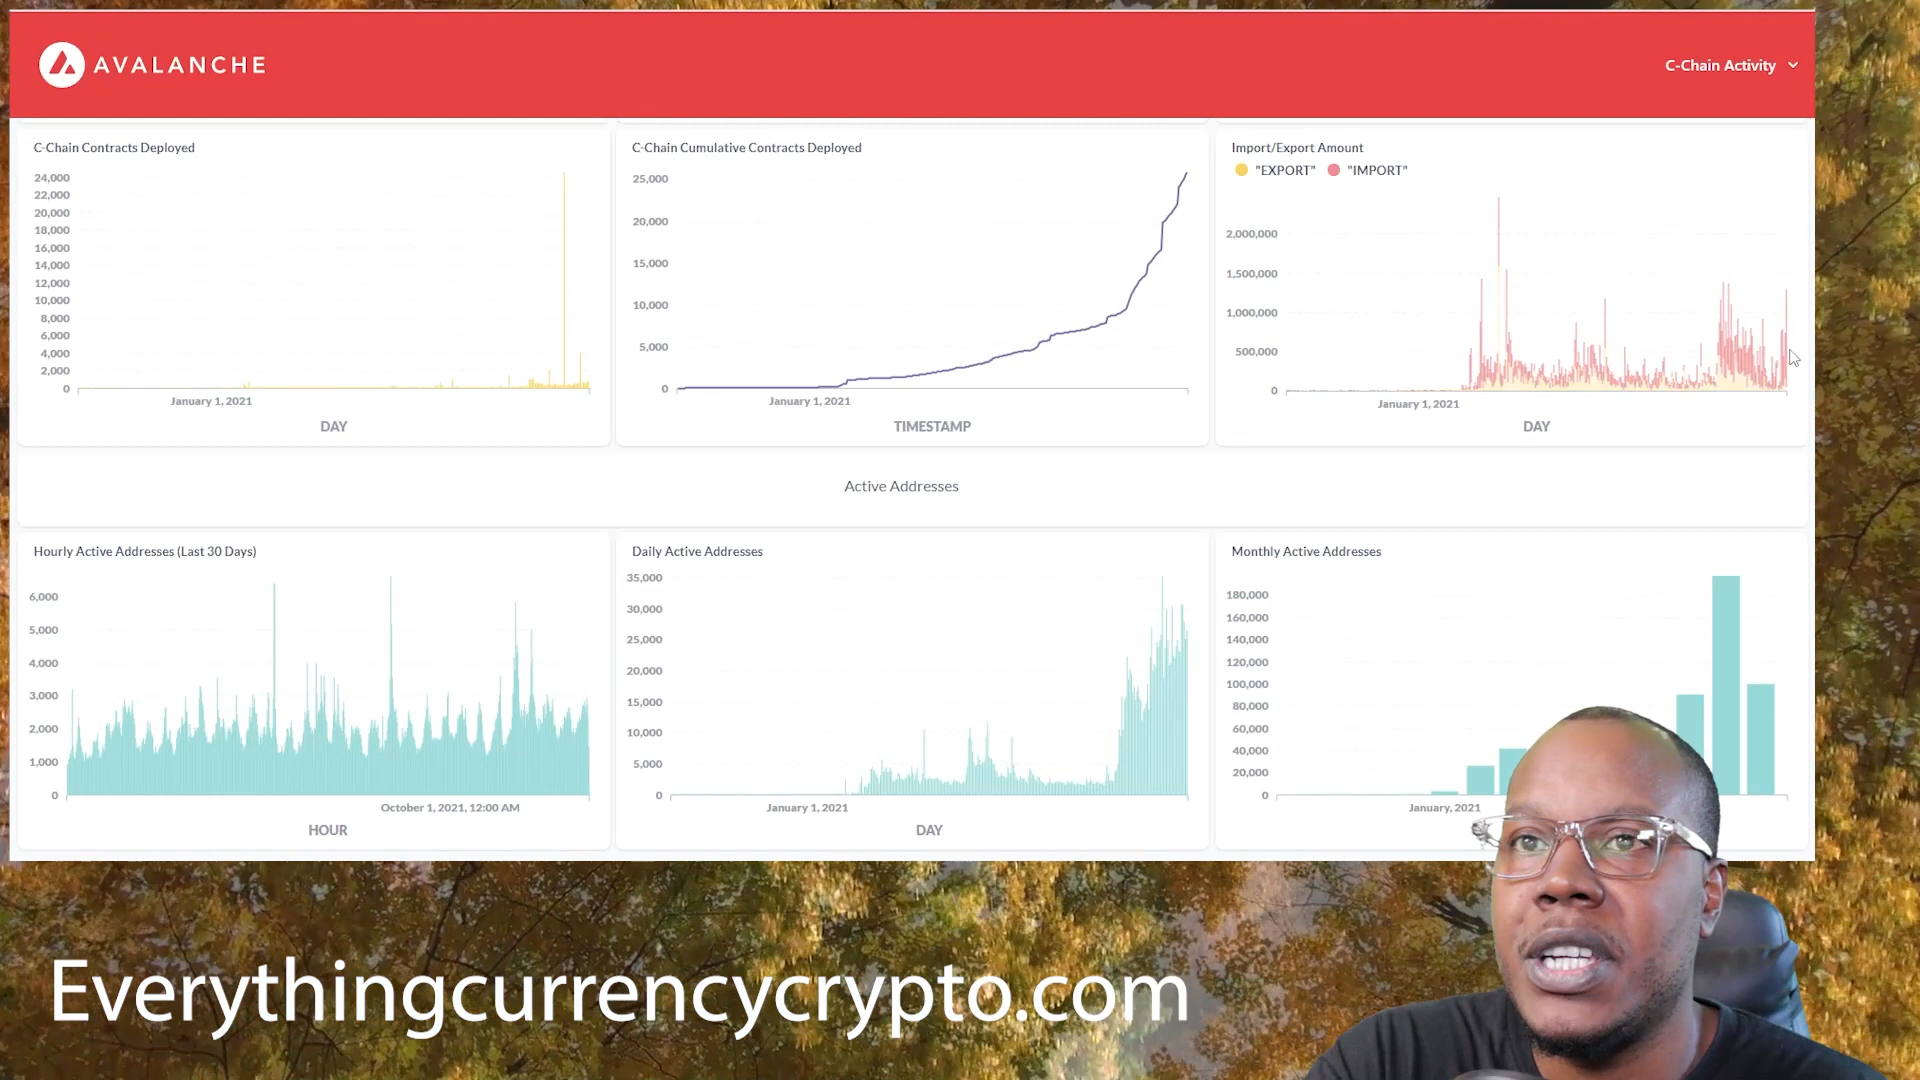 AVALANCHE
C-Chain Activity
C-Chain Contracts Deployed
24,000
22,000
20,000
18,000
16,000
14,000
12,000
10,000
8,000
6,000
4,000
2,000
0
January 1, 2021
DAY
C-Chain Cumulative Contracts Deployed
25,000
20,000
15,000
10,000
5,000
0
January 1, 2021
TIMESTAMP
Import/Export Amount
"EXPORT" "IMPORT"
2,000,000
1,500,000
1,000,000
500,000
0
January 1, 2021
DAY
Active Addresses
Hourly Active Addresses (Last 30 Days)
6,000
5,000
4,000
3,000
2,000
1,000
0
October 1, 2021, 12:00 AM
HOUR
Daily Active Addresses
35,000
30,000
25,000
20,000
15,000
10,000
5,000
0
January 1, 2021
DAY
Monthly Active Addresses
180,000
160,000
140,000
120,000
100,000
80,000
60,000
40,000
20,000
0
January, 2021
Everythingcurrencycrypto.com